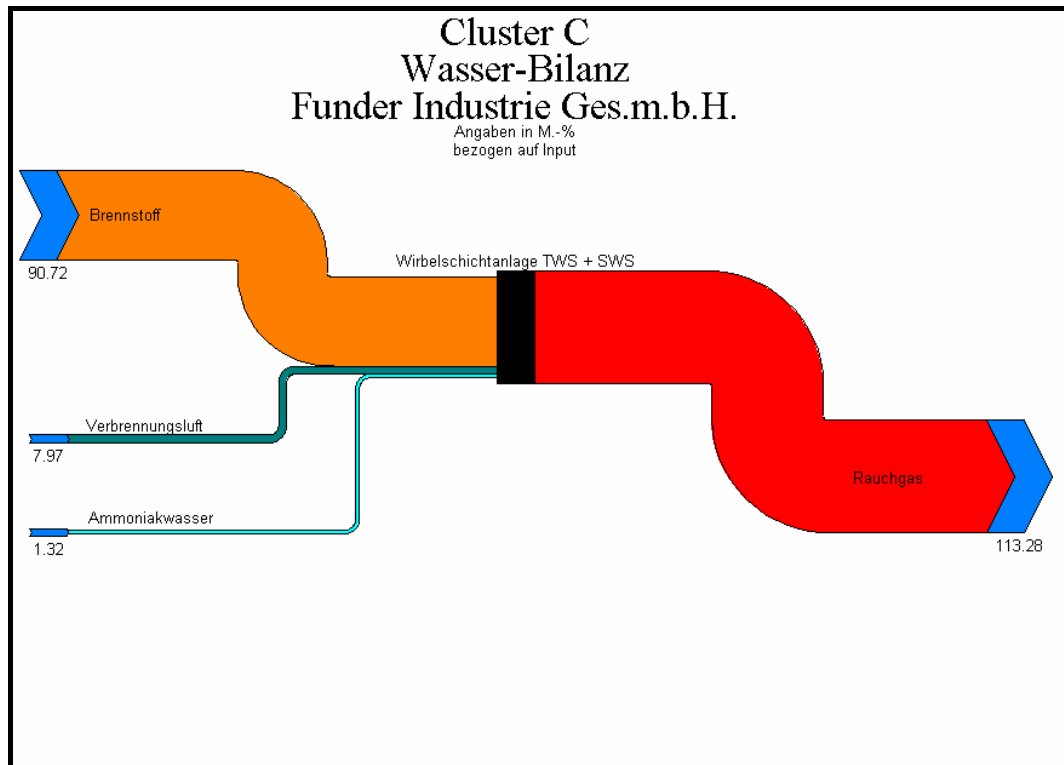 Cluster C
Wasser-Bilanz
Funder Industrie Ges.m.b.H.
Angaben in M.-%
bezogen auf Input
Brennstoff
90.72
Wirbelschichtanlage TWS + SWS
Verbrennungsluft
7.97
Ammoniakwasser
1.32
Rauchgas
113.28